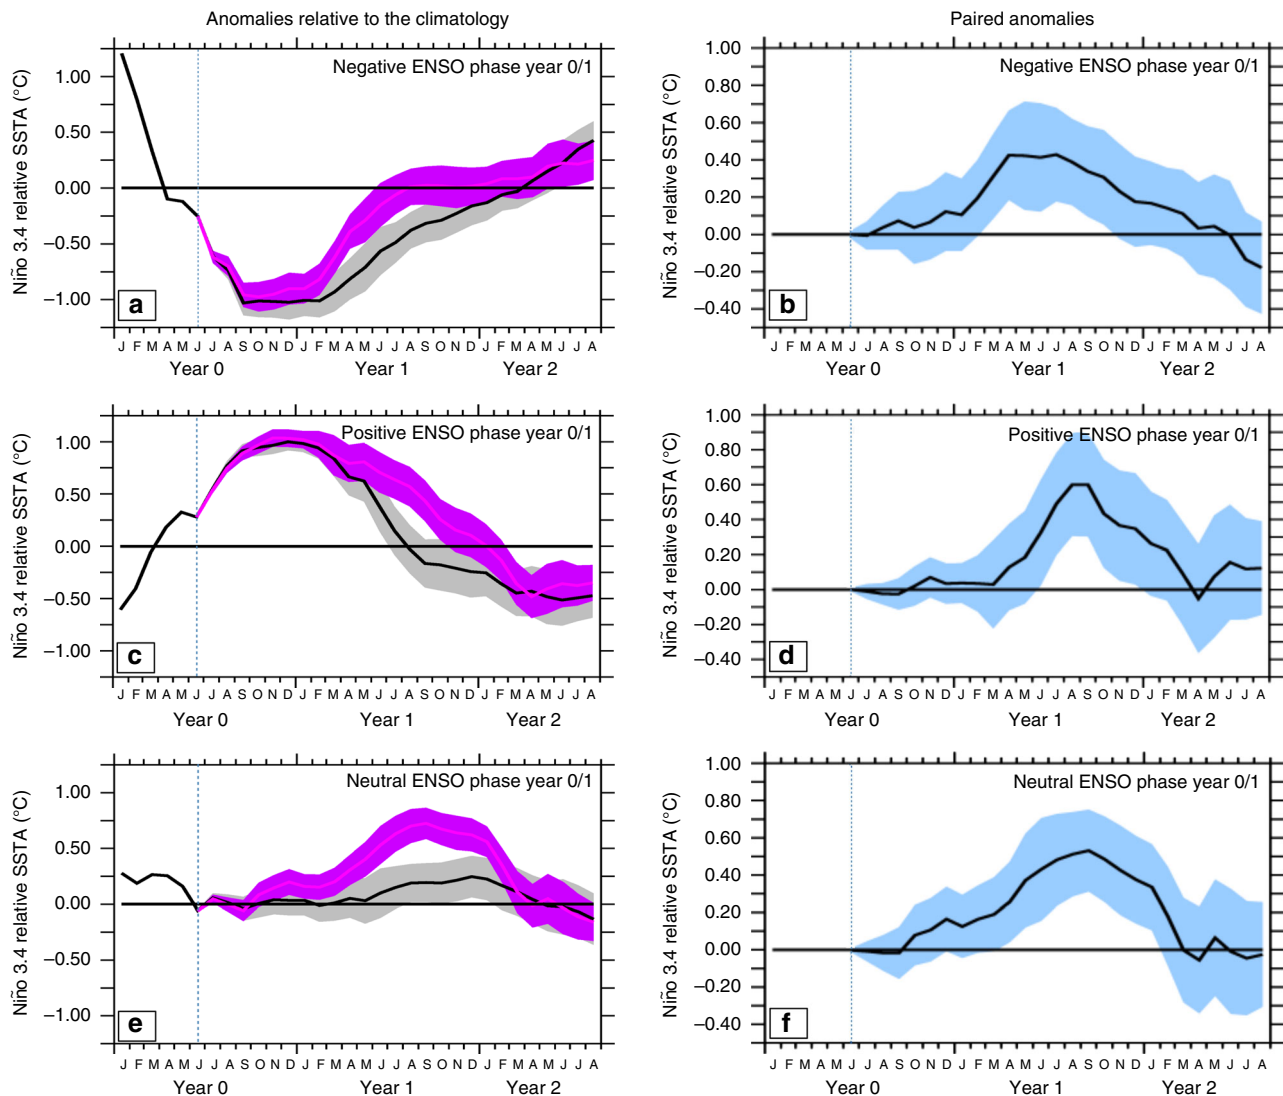 Anomalies relative to the climatology
Paired anomalies
Negative ENSO phase year 0/1
Niño 3.4 relative SSTA (°C)
1.00
0.50
0.00
−0.50
−1.00
a
J F M A M J J A S O N D J F M A M J J A S O N D J F M A M J J A
Year 0 Year 1 Year 2
Negative ENSO phase year 0/1
Niño 3.4 relative SSTA (°C)
1.00
0.80
0.60
0.40
0.20
0.00
−0.20
−0.40
b
J F M A M J J A S O N D J F M A M J J A S O N D J F M A M J J A
Year 0 Year 1 Year 2
Positive ENSO phase year 0/1
Niño 3.4 relative SSTA (°C)
1.00
0.50
0.00
−0.50
−1.00
c
J F M A M J J A S O N D J F M A M J J A S O N D J F M A M J J A
Year 0 Year 1 Year 2
Positive ENSO phase year 0/1
Niño 3.4 relative SSTA (°C)
1.00
0.80
0.60
0.40
0.20
0.00
−0.20
−0.40
d
J F M A M J J A S O N D J F M A M J J A S O N D J F M A M J J A
Year 0 Year 1 Year 2
Neutral ENSO phase year 0/1
Niño 3.4 relative SSTA (°C)
1.00
0.50
0.00
−0.50
−1.00
e
J F M A M J J A S O N D J F M A M J J A S O N D J F M A M J J A
Year 0 Year 1 Year 2
Neutral ENSO phase year 0/1
Niño 3.4 relative SSTA (°C)
1.00
0.80
0.60
0.40
0.20
0.00
−0.20
−0.40
f
J F M A M J J A S O N D J F M A M J J A S O N D J F M A M J J A
Year 0 Year 1 Year 2